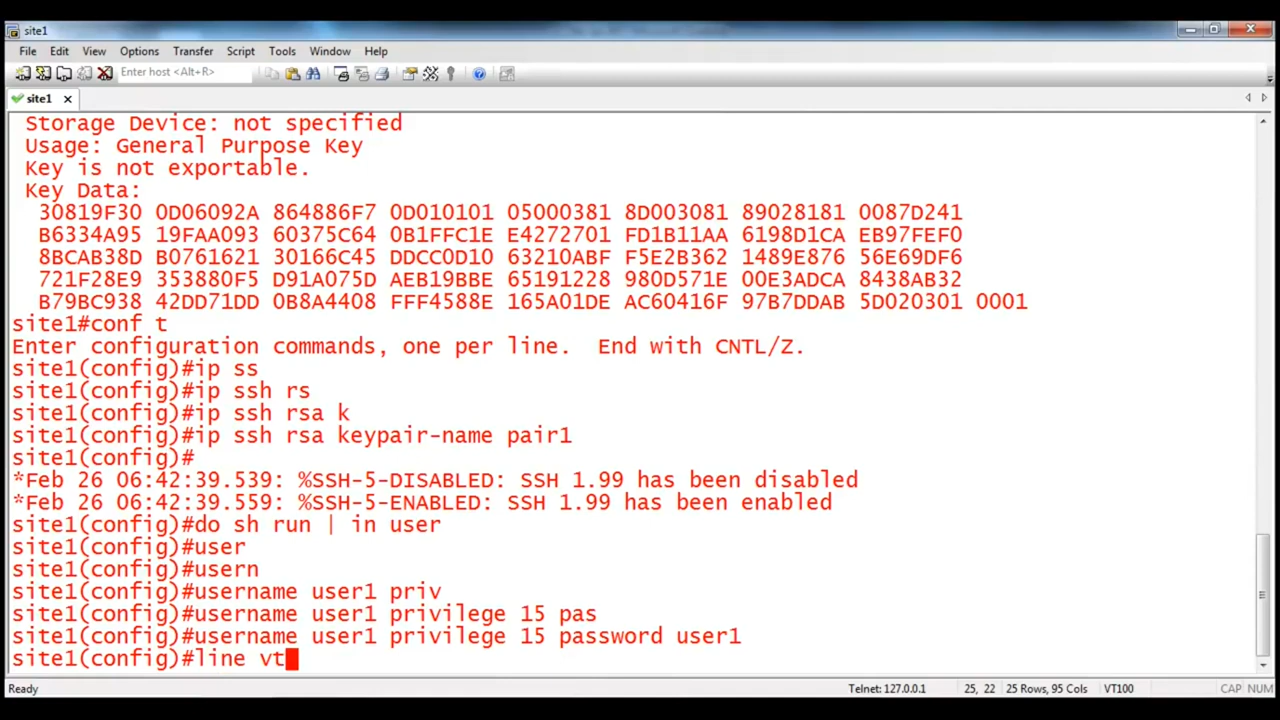 site1
File Edit View Options Transfer Script Tools Window Help
Enter host <Alt+R>
site1
Storage Device: not specified
Usage: General Purpose Key
Key is not exportable.
Key Data:
30819F30 0D06092A 864886F7 0D010101 05000381 8D003081 89028181 0087D241
B6334A95 19FAA093 60375C64 0B1FFC1E E4272701 FD1B11AA 6198D1CA EB97FEF0
8BCAB38D B0761621 30166C45 DDCC0D10 63210ABF F5E2B362 1489E876 56E69DF6
721F28E9 353880F5 D91A075D AEB19BBE 65191228 980D571E 00E3ADCA 8438AB32
B79BC938 42DD71DD 0B8A4408 FFF4588E 165A01DE AC60416F 97B7DDAB 5D020301 0001
site1#conf t
Enter configuration commands, one per line. End with CNTL/Z.
site1(config)#ip ss
site1(config)#ip ssh rs
site1(config)#ip ssh rsa k
site1(config)#ip ssh rsa keypair-name pair1
site1(config)#
*Feb 26 06:42:39.539: %SSH-5-DISABLED: SSH 1.99 has been disabled
*Feb 26 06:42:39.559: %SSH-5-ENABLED: SSH 1.99 has been enabled
site1(config)#do sh run | in user
site1(config)#user
site1(config)#usern
site1(config)#username user1 priv
site1(config)#username user1 privilege 15 pas
site1(config)#username user1 privilege 15 password user1
site1(config)#line vt
Ready Telnet: 127.0.0.1 25, 22 25 Rows, 95 Cols VT100 CAP NUM